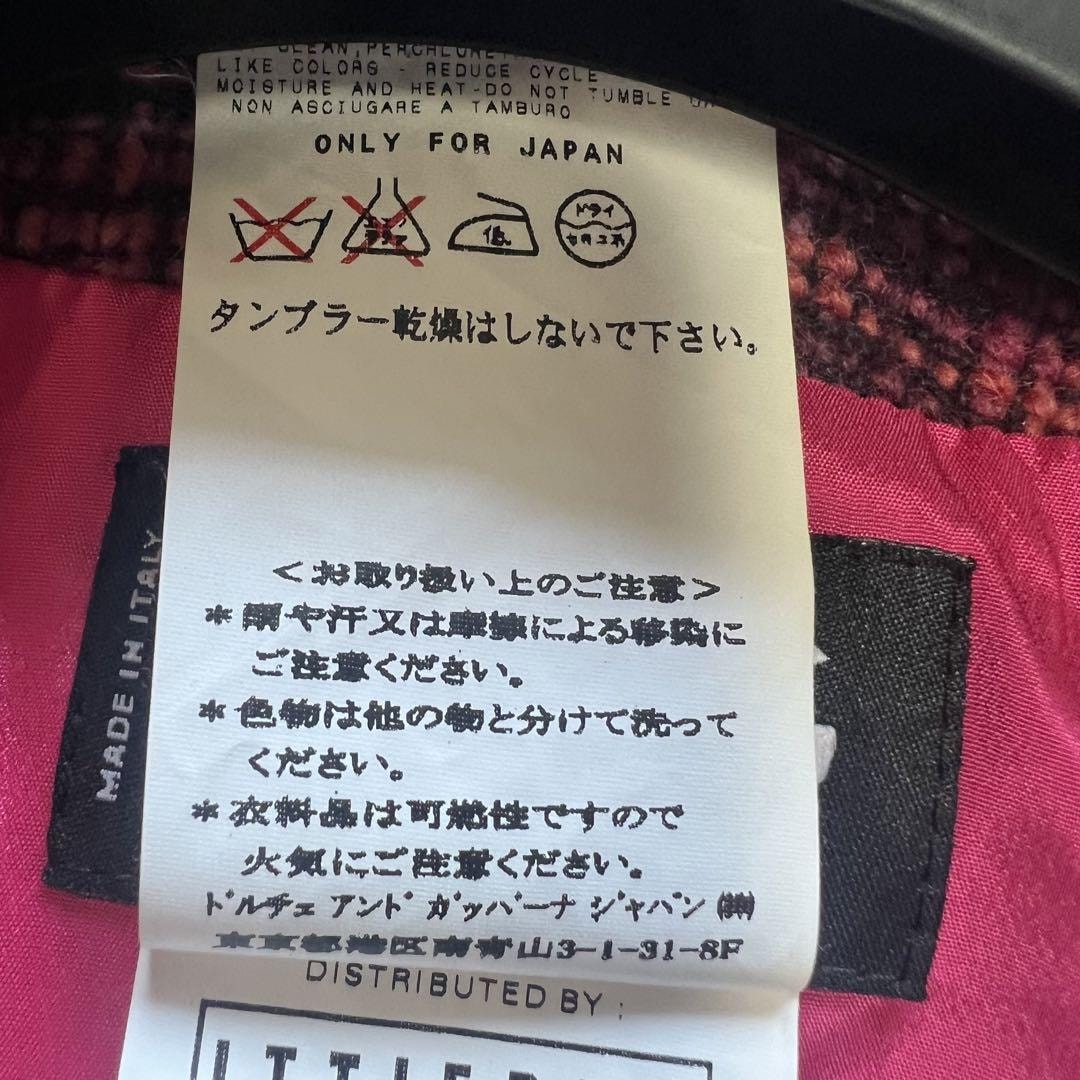 CLEAN, PERCHLORET
LIKE COLORS - REDUCE CYCLE
MOISTURE AND HEAT-DO NOT TUMBLE
NON ASCIUGARE A TAMBURO
ONLY FOR JAPAN
低
ドライ
セキユ系
タンブラー乾燥はしないで下さい。
<お取り扱い上のご注意>
*雨や汗又は摩擦による移染に
ご注意ください。
*色物は他の物と分けて洗って
ください。
*衣料品は可燃性ですので
火気にご注意ください。
ドルチェ アンド ガッバーナ ジャパン㈱
東京都港区南青山3-1-31-8F
DISTRIBUTED BY :
MADE IN ITALY